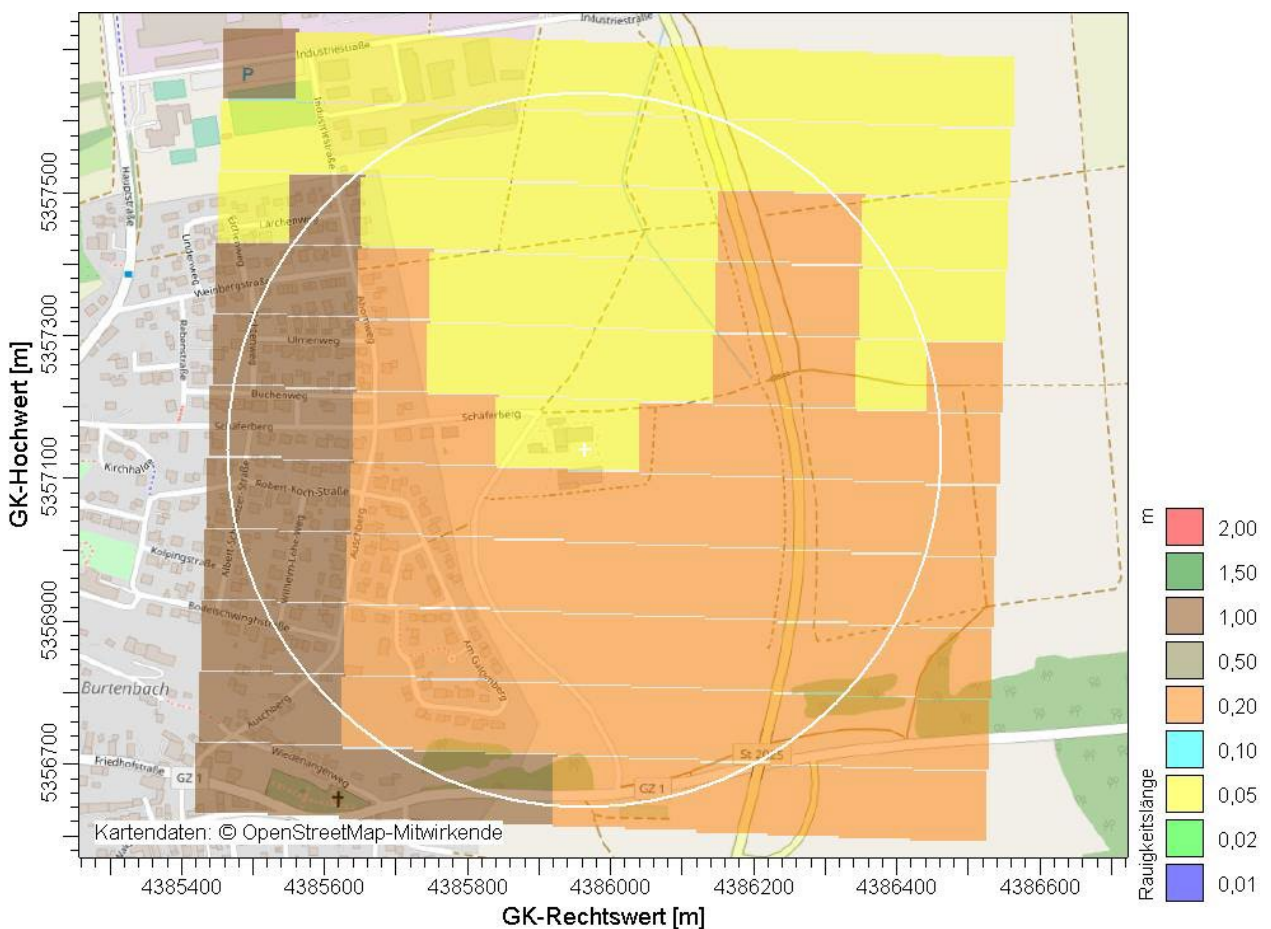 Industriestraße
Industriestraße
P
Industriestraße
Hauptstraße
Lärchenweg
Eichenweg
Lindenweg
Weinbergstraße
Ahornweg
Rebenstraße
Ulmenweg
Buchenweg
Schäferberg
Schäferberg
Kirchhalde
Robert-Koch-Straße
Auschberg
Albert-Schweitzer-Straße
Wilhelm-Löhe-Weg
Kolpingstraße
Bodelschwinghstraße
Am Galgenberg
Burtenbach
Auschberg
Wiedenangerweg
Friedhofstraße
GZ 1
GZ 1
St 2025
Kartendaten: © OpenStreetMap-Mitwirkende
GK-Hochwert [m]
5357500
5357300
5357100
5356900
5356700
4385400
4385600
4385800
4386000
4386200
4386400
4386600
GK-Rechtswert [m]
Rauigkeitslänge
m
2,00
1,50
1,00
0,50
0,20
0,10
0,05
0,02
0,01